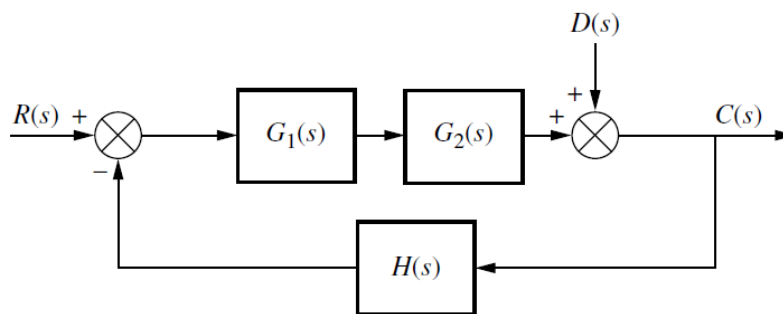 D(s)
R(s) + + + C(s)
G₁(s) G₂(s)
−
H(s)